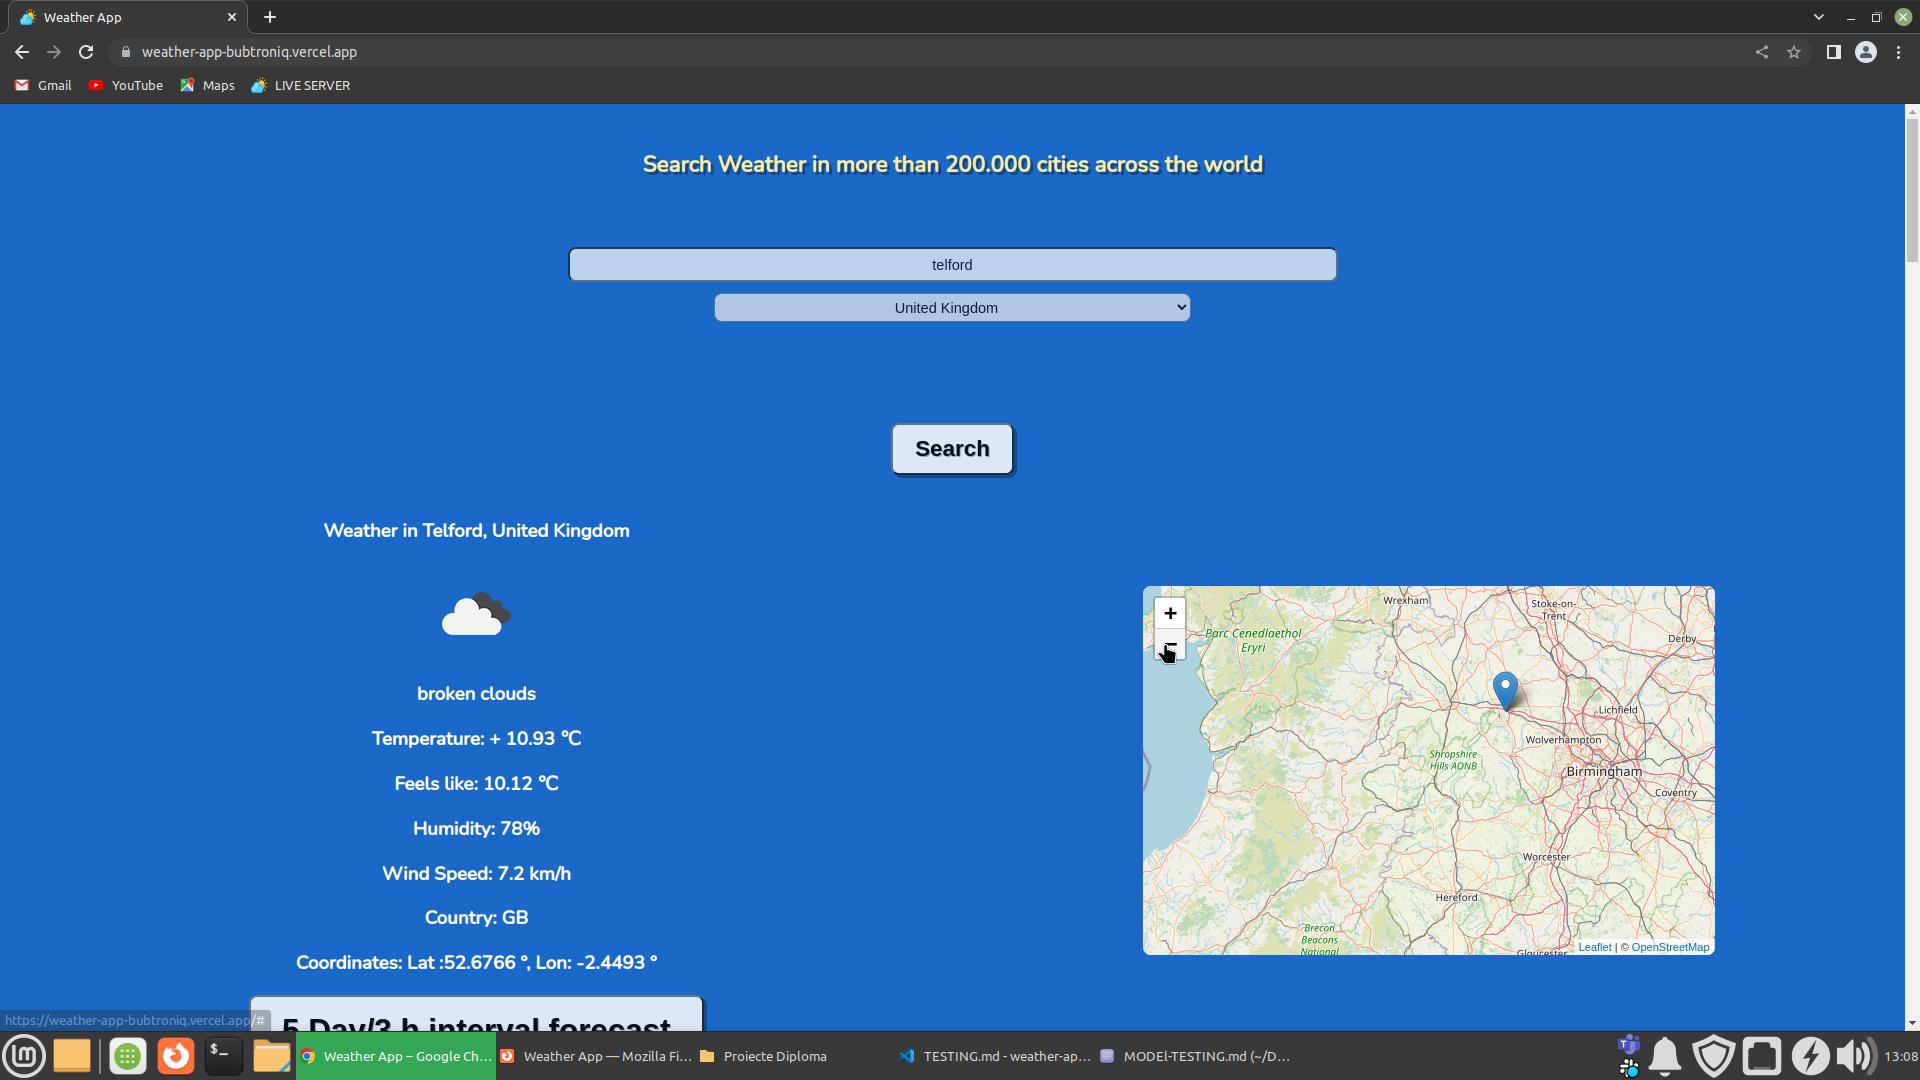 Weather App
weather-app-bubtroniq.vercel.app
Gmail
YouTube
Maps
LIVE SERVER
Search Weather in more than 200.000 cities across the world
telford
United Kingdom
Search
Weather in Telford, United Kingdom
broken clouds
Temperature: + 10.93 ℃
Feels like: 10.12 ℃
Humidity: 78%
Wind Speed: 7.2 km/h
Country: GB
Coordinates: Lat :52.6766 °, Lon: -2.4493 °
5 Day/3 h interval forecast
+
Wrexham
Stoke-on-
Trent
Parc Cenedlaethol
Eryri
Derby
Lichfield
Wolverhampton
Shropshire
Hills AONB
Birmingham
Coventry
Worcester
Hereford
Brecon
Beacons
National
Gloucester
Leaflet | © OpenStreetMap
https://weather-app-bubtroniq.vercel.app/#
Weather App – Google Ch...
Weather App — Mozilla Fi...
Proiecte Diploma
TESTING.md - weather-ap...
MODEl-TESTING.md (~/D...
13:08